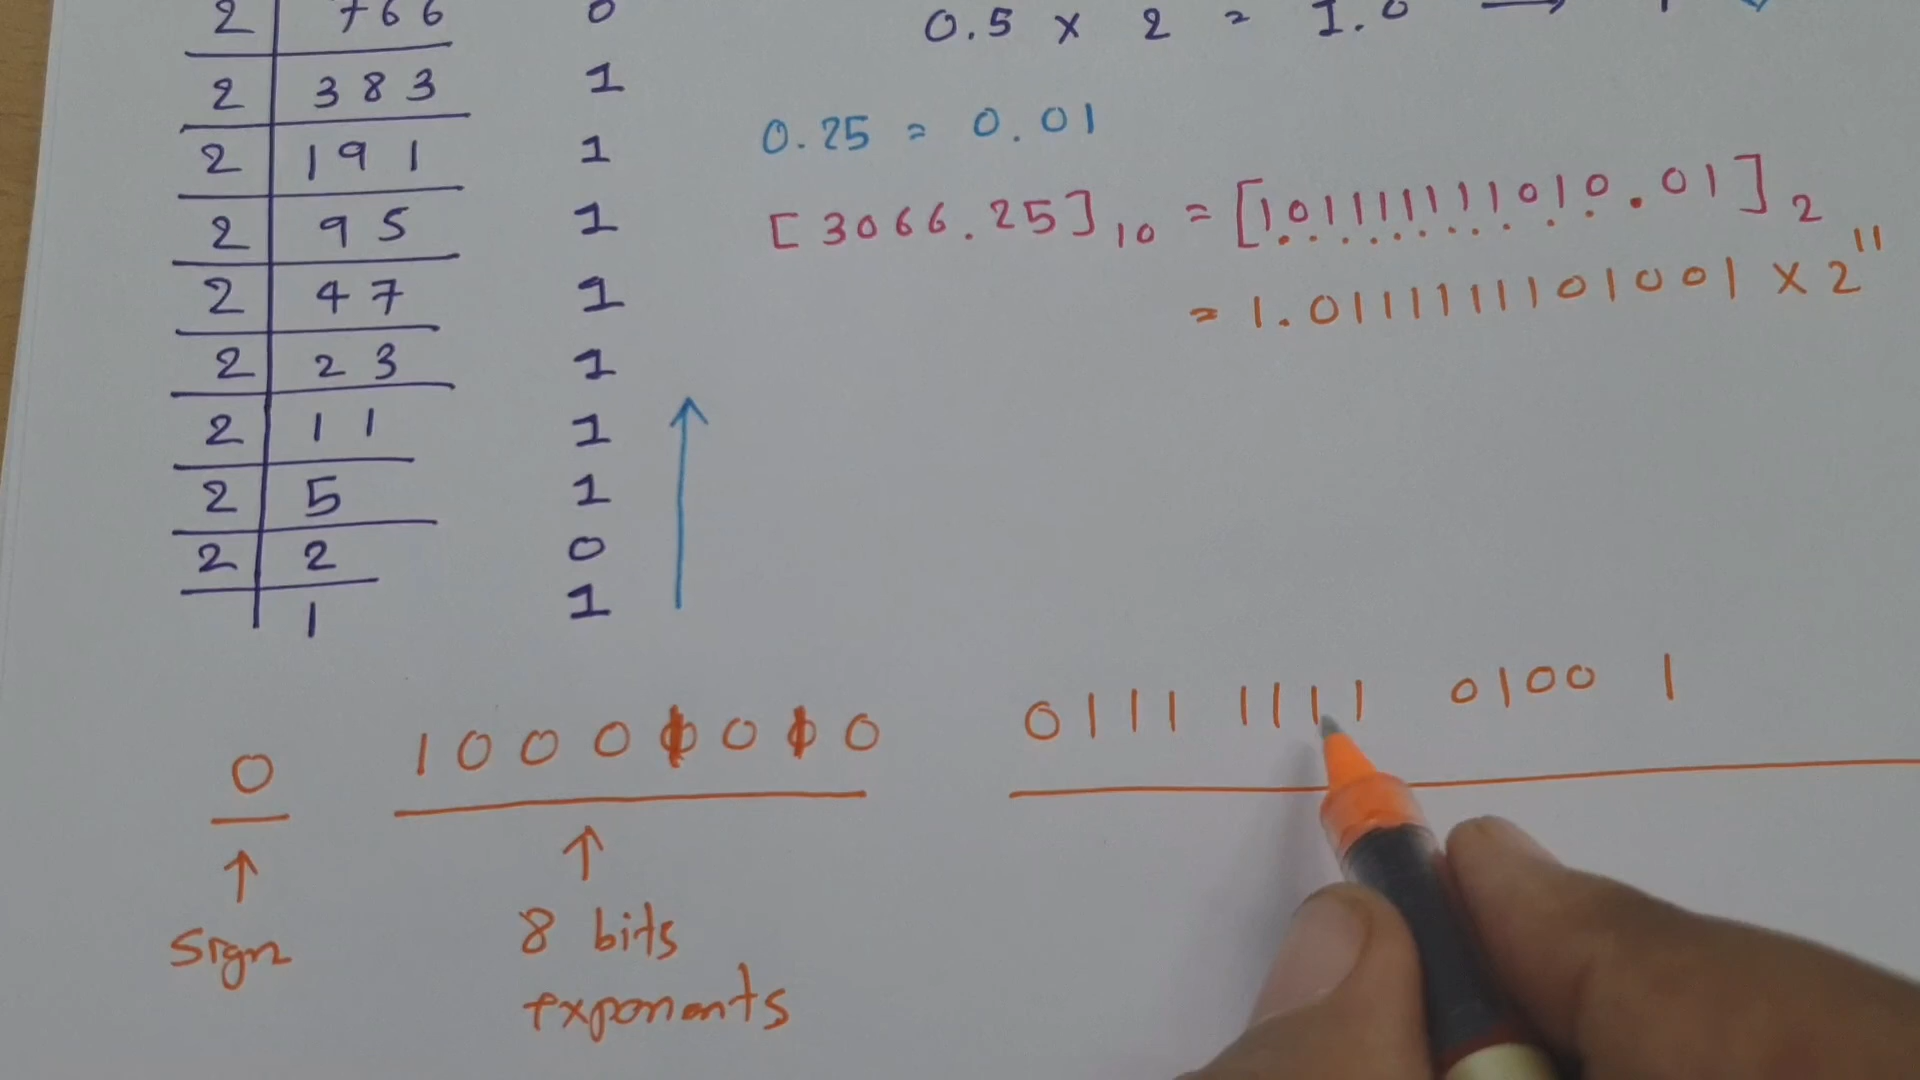 2 766 0
0.5 × 2 = 1.0 →
2 383 1
2 191 1
0.25 = 0.01
2 95 1
[3066.25]10 = [101111111010.01]2
2 47 1
= 1.0111111101001 × 2^11
2 23 1
2 11 1
2 5 1
2 2 0
1 1
0 10001010 0111 1111 0100 1
↑ ↑
Sign
8 bits
exponents